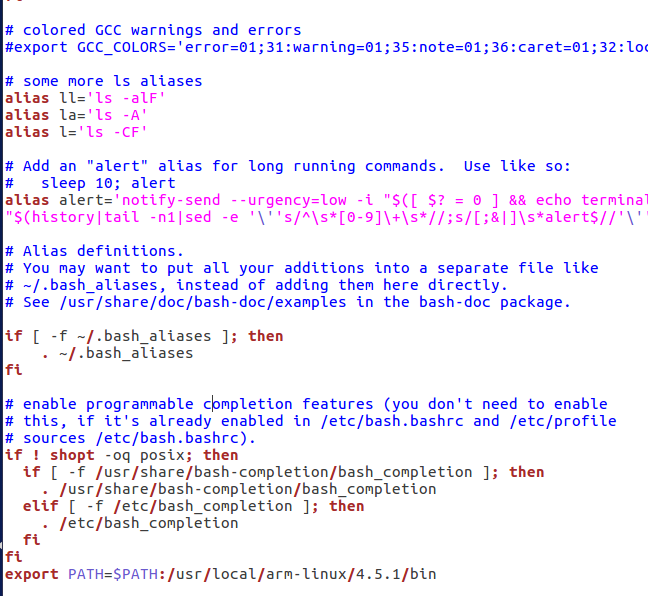 # colored GCC warnings and errors
#export GCC_COLORS='error=01;31:warning=01;35:note=01;36:caret=01;32:loc
# some more ls aliases
alias ll='ls -alF'
alias la='ls -A'
alias l='ls -CF'
# Add an "alert" alias for long running commands.  Use like so:
#   sleep 10; alert
alias alert='notify-send --urgency=low -i "$([ $? = 0 ] && echo terminal
"$(history|tail -n1|sed -e '\''s/^\s*[0-9]\+\s*//;s/[;&|]\s*alert$//'\''
# Alias definitions.
# You may want to put all your additions into a separate file like
# ~/.bash_aliases, instead of adding them here directly.
# See /usr/share/doc/bash-doc/examples in the bash-doc package.
if [ -f ~/.bash_aliases ]; then
    . ~/.bash_aliases
fi
# enable programmable completion features (you don't need to enable
# this, if it's already enabled in /etc/bash.bashrc and /etc/profile
# sources /etc/bash.bashrc).
if ! shopt -oq posix; then
  if [ -f /usr/share/bash-completion/bash_completion ]; then
    . /usr/share/bash-completion/bash_completion
  elif [ -f /etc/bash_completion ]; then
    . /etc/bash_completion
  fi
fi
export PATH=$PATH:/usr/local/arm-linux/4.5.1/bin